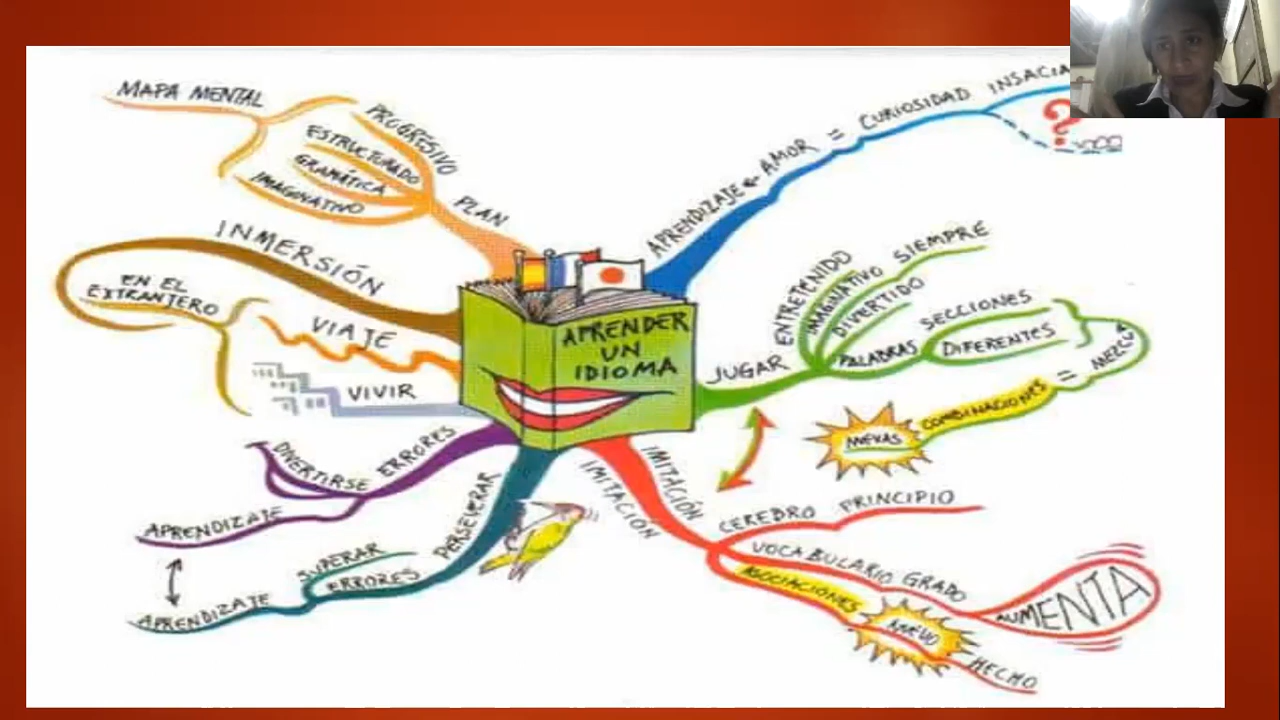 MAPA MENTAL
PROGRESIVO
ESTRUCTURADO
GRAMÁTICA
IMAGINATIVO
PLAN
INMERSIÓN
EN EL
EXTRANJERO
VIAJE
VIVIR
DIVERTIRSE ERRORES
APRENDIZAJE
PERSEVERAR
SUPERAR
ERRORES
APRENDIZAJE
APRENDER
UN
IDIOMA
APRENDIZAJE AMOR = CURIOSIDAD INSACIA
?
JUGAR
ENTRETENIDO
IMAGINATIVO
DIVERTIDO
SIEMPRE
PALABRAS
SECCIONES
DIFERENTES
= MEZCLA
COMBINACIONES
IMITACIÓN
IMITACIÓN
CEREBRO PRINCIPIO
VOCABULARIO GRADO
AUMENTA
ASOCIACIONES
NUEVO
HECHO